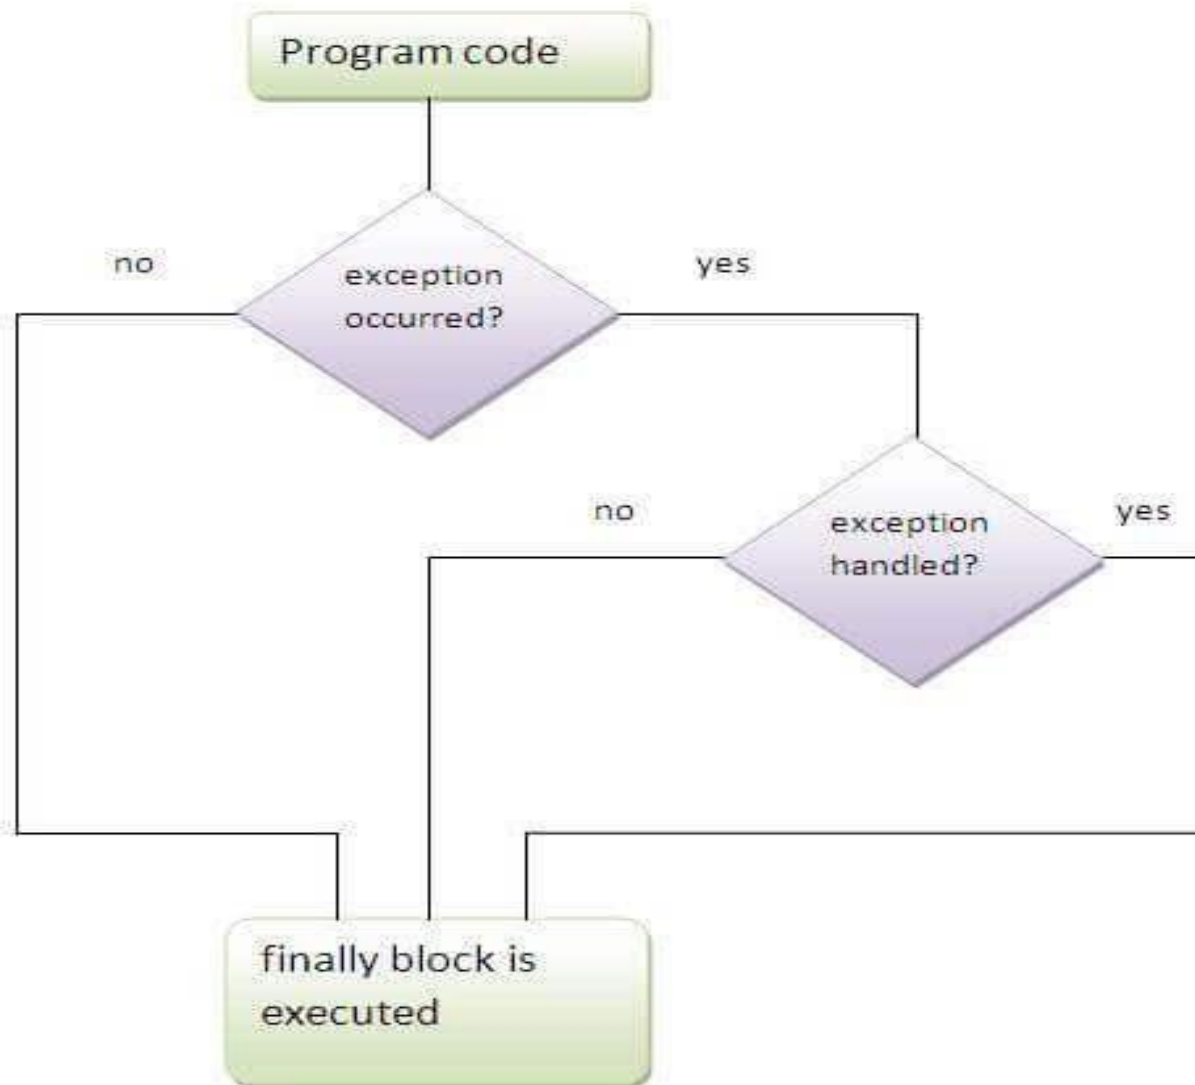 Program code
no
exception
occurred?
yes
no
exception
handled?
yes
finally block is
executed